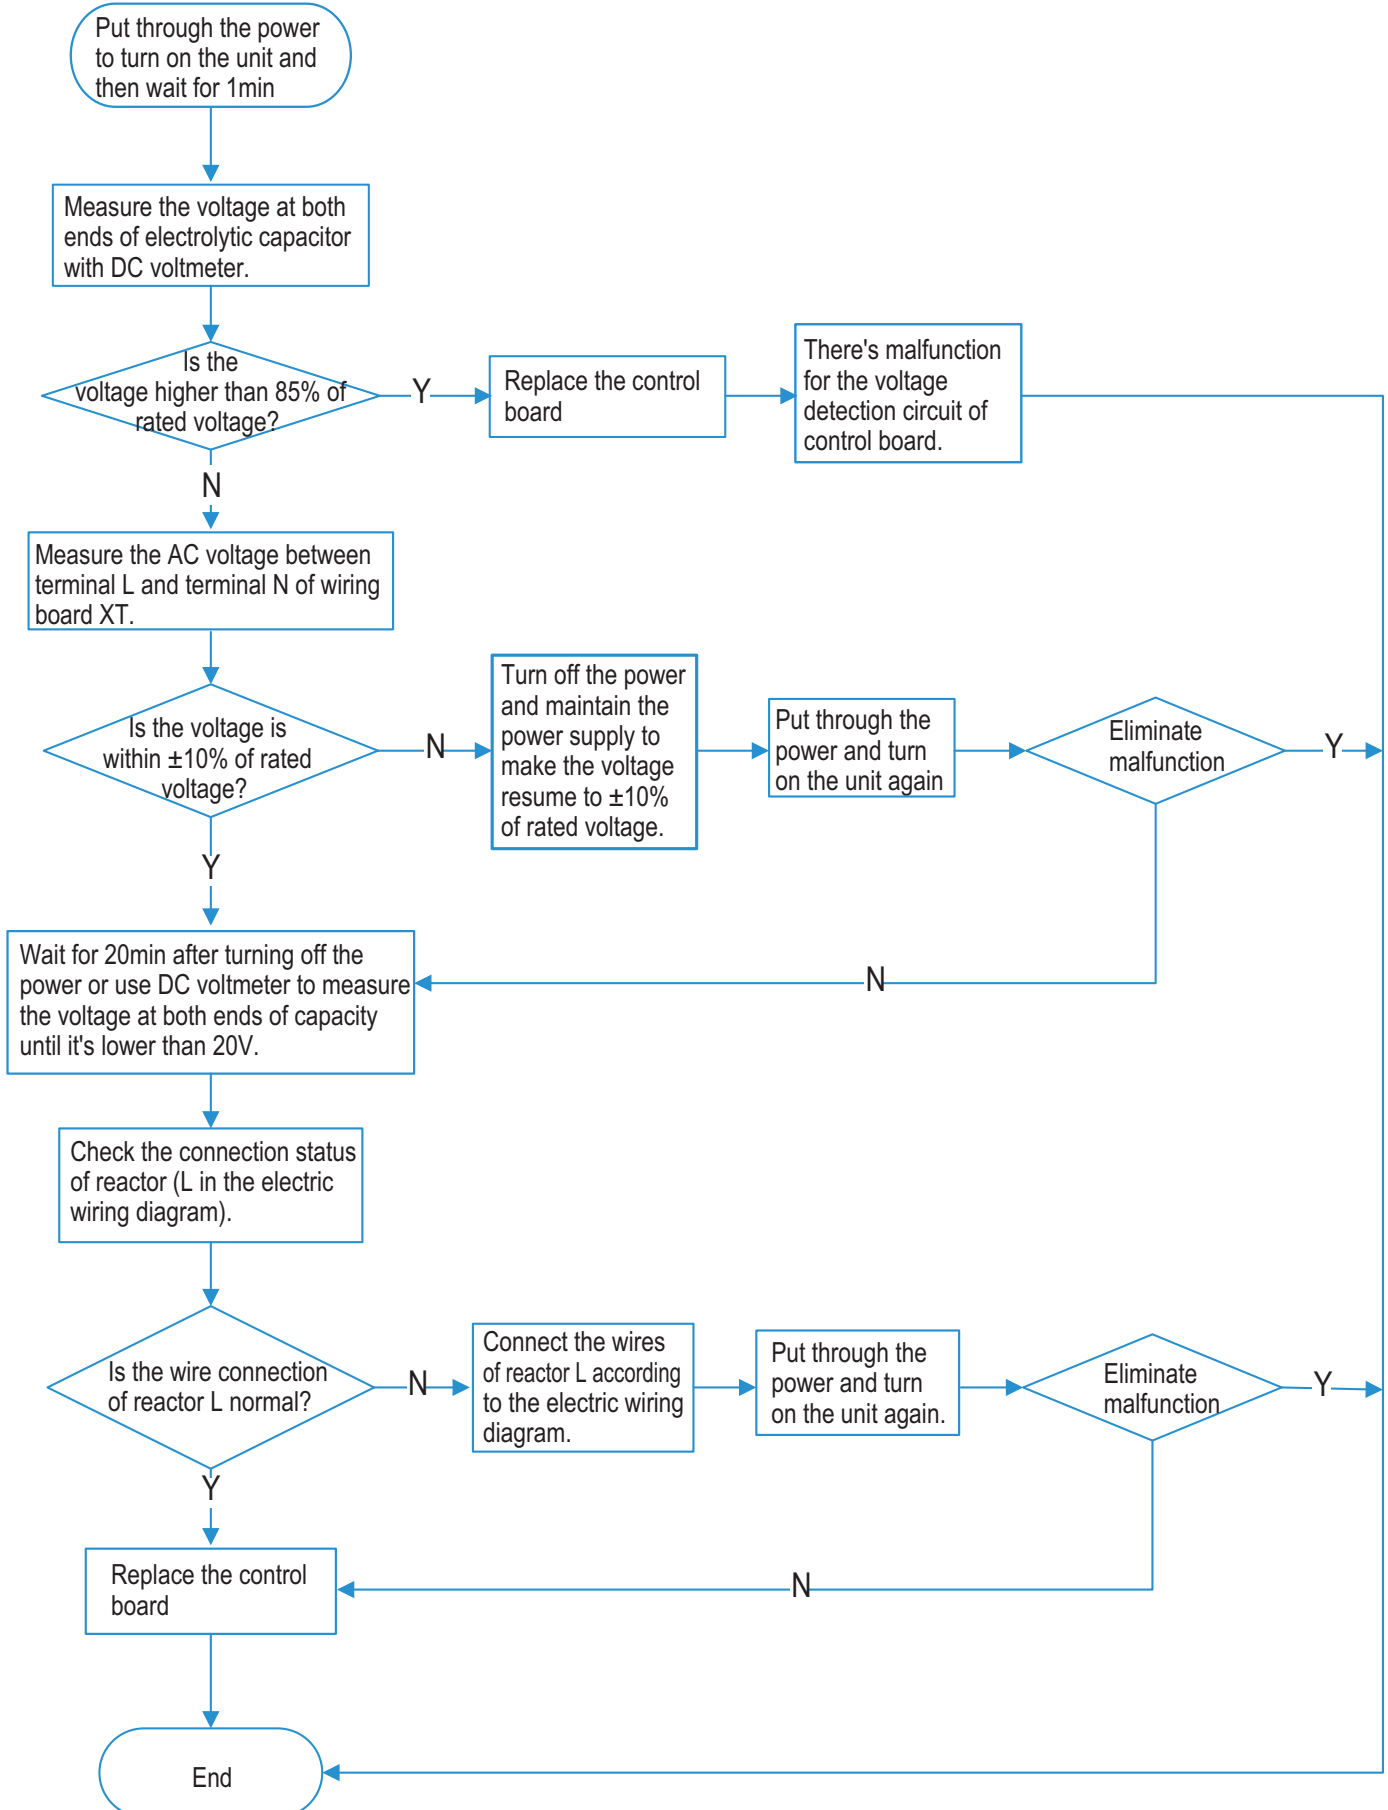 Put through the power
to turn on the unit and
then wait for 1min
Measure the voltage at both
ends of electrolytic capacitor
with DC voltmeter.
Is the
voltage higher than 85% of
rated voltage?
Y
Replace the control
board
There's malfunction
for the voltage
detection circuit of
control board.
N
Measure the AC voltage between
terminal L and terminal N of wiring
board XT.
Is the voltage is
within ±10% of rated
voltage?
N
Turn off the power
and maintain the
power supply to
make the voltage
resume to ±10%
of rated voltage.
Put through the
power and turn
on the unit again
Eliminate
malfunction
Y
Y
Wait for 20min after turning off the
power or use DC voltmeter to measure
the voltage at both ends of capacity
until it's lower than 20V.
N
Check the connection status
of reactor (L in the electric
wiring diagram).
Is the wire connection
of reactor L normal?
N
Connect the wires
of reactor L according
to the electric wiring
diagram.
Put through the
power and turn
on the unit again.
Eliminate
malfunction
Y
Y
Replace the control
board
N
End